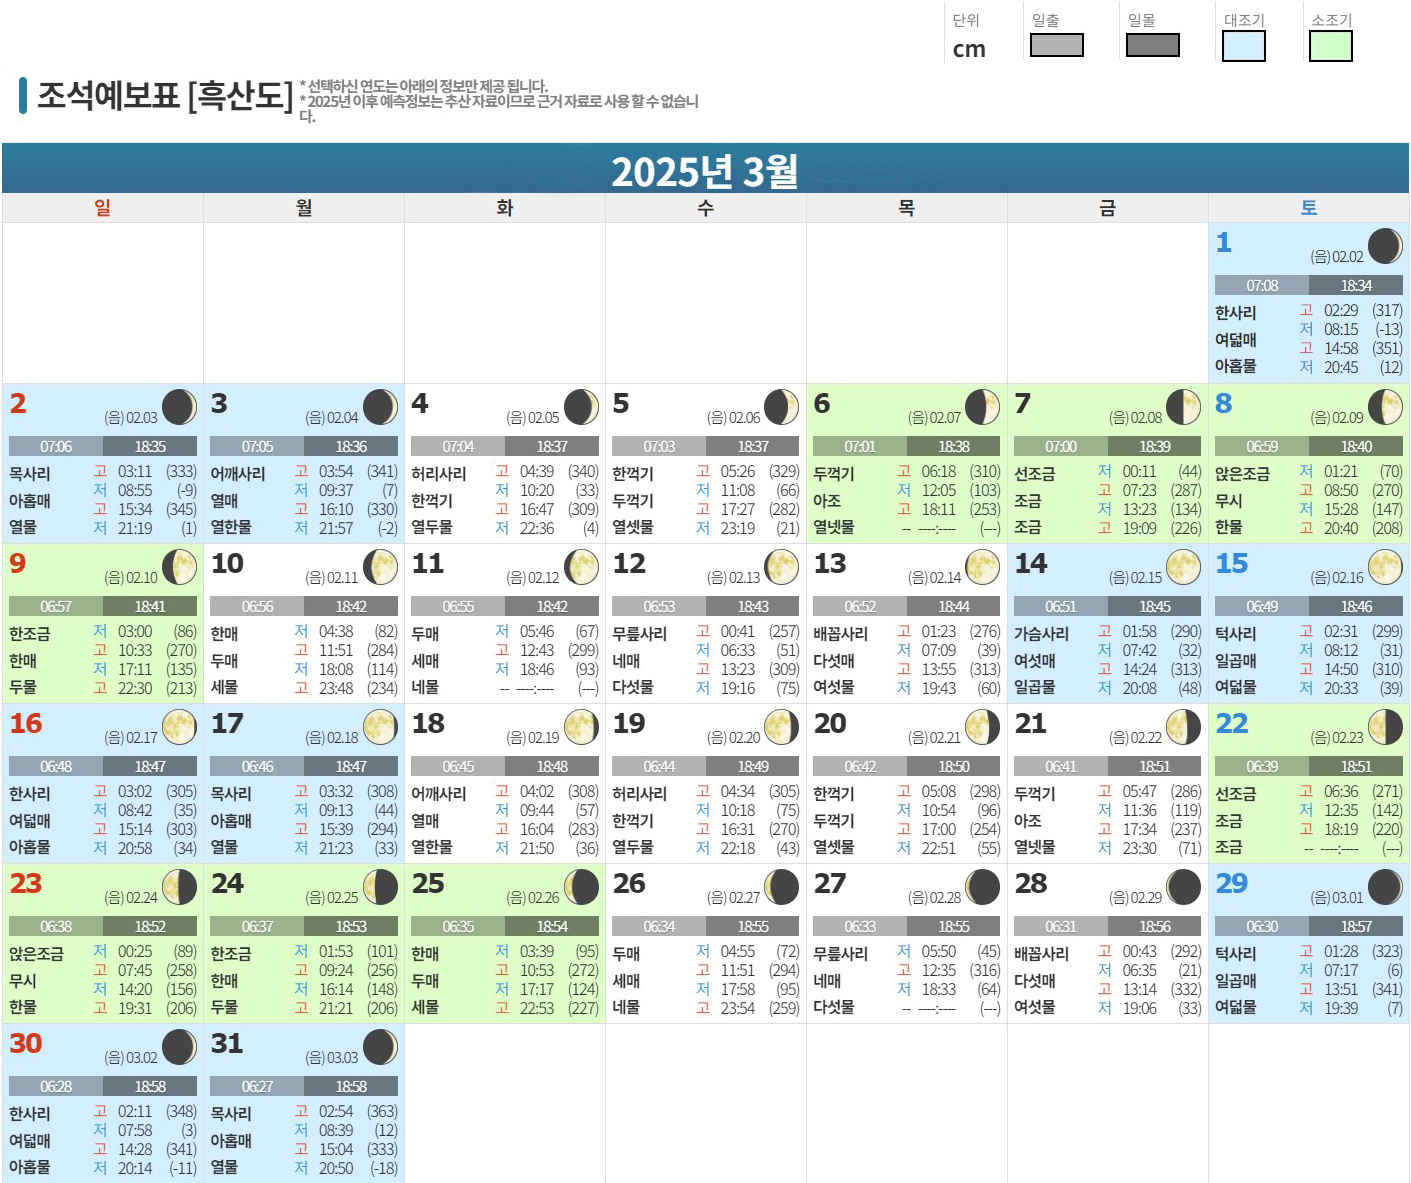 단위 일출 일몰 대조기 소조기
cm
조석예보표 [흑산도]
* 선택하신 연도는 아래의 정보만 제공 됩니다.
* 2025년 이후 예측정보는 추산 자료이므로 근거 자료로 사용 할 수 없습니
다.
2025년 3월
일 월 화 수 목 금 토
1 (음) 02.02
07:08 18:34
한사리 여덟매 아홉물
고 02:29 (317)
저 08:15 (-13)
고 14:58 (351)
저 20:45 (12)
2 (음) 02.03
07:06 18:35
목사리 아홉매 열물
고 03:11 (333)
저 08:55 (-9)
고 15:34 (345)
저 21:19 (1)
3 (음) 02.04
07:05 18:36
어깨사리 열매 열한물
고 03:54 (341)
저 09:37 (7)
고 16:10 (330)
저 21:57 (-2)
4 (음) 02.05
07:04 18:37
허리사리 한꺽기 열두물
고 04:39 (340)
저 10:20 (33)
고 16:47 (309)
저 22:36 (4)
5 (음) 02.06
07:03 18:37
한꺽기 두꺽기 열셋물
고 05:26 (329)
저 11:08 (66)
고 17:27 (282)
저 23:19 (21)
6 (음) 02.07
07:01 18:38
두꺽기 아조 열넷물
고 06:18 (310)
저 12:05 (103)
고 18:11 (253)
-- ----:---- (---)
7 (음) 02.08
07:00 18:39
선조금 조금 조금
저 00:11 (44)
고 07:23 (287)
저 13:23 (134)
고 19:09 (226)
8 (음) 02.09
06:59 18:40
앉은조금 무시 한물
저 01:21 (70)
고 08:50 (270)
저 15:28 (147)
고 20:40 (208)
9 (음) 02.10
06:57 18:41
한조금 한매 두물
저 03:00 (86)
고 10:33 (270)
저 17:11 (135)
고 22:30 (213)
10 (음) 02.11
06:56 18:42
한매 두매 세물
저 04:38 (82)
고 11:51 (284)
저 18:08 (114)
고 23:48 (234)
11 (음) 02.12
06:55 18:42
두매 세매 네물
저 05:46 (67)
고 12:43 (299)
저 18:46 (93)
-- ----:---- (---)
12 (음) 02.13
06:53 18:43
무릎사리 네매 다섯물
고 00:41 (257)
저 06:33 (51)
고 13:23 (309)
저 19:16 (75)
13 (음) 02.14
06:52 18:44
배꼽사리 다섯매 여섯물
고 01:23 (276)
저 07:09 (39)
고 13:55 (313)
저 19:43 (60)
14 (음) 02.15
06:51 18:45
가슴사리 여섯매 일곱물
고 01:58 (290)
저 07:42 (32)
고 14:24 (313)
저 20:08 (48)
15 (음) 02.16
06:49 18:46
턱사리 일곱매 여덟물
고 02:31 (299)
저 08:12 (31)
고 14:50 (310)
저 20:33 (39)
16 (음) 02.17
06:48 18:47
한사리 여덟매 아홉물
고 03:02 (305)
저 08:42 (35)
고 15:14 (303)
저 20:58 (34)
17 (음) 02.18
06:46 18:47
목사리 아홉매 열물
고 03:32 (308)
저 09:13 (44)
고 15:39 (294)
저 21:23 (33)
18 (음) 02.19
06:45 18:48
어깨사리 열매 열한물
고 04:02 (308)
저 09:44 (57)
고 16:04 (283)
저 21:50 (36)
19 (음) 02.20
06:44 18:49
허리사리 한꺽기 열두물
고 04:34 (305)
저 10:18 (75)
고 16:31 (270)
저 22:18 (43)
20 (음) 02.21
06:42 18:50
한꺽기 두꺽기 열셋물
고 05:08 (298)
저 10:54 (96)
고 17:00 (254)
저 22:51 (55)
21 (음) 02.22
06:41 18:51
두꺽기 아조 열넷물
고 05:47 (286)
저 11:36 (119)
고 17:34 (237)
저 23:30 (71)
22 (음) 02.23
06:39 18:51
선조금 조금 조금
고 06:36 (271)
저 12:35 (142)
고 18:19 (220)
-- ----:---- (---)
23 (음) 02.24
06:38 18:52
앉은조금 무시 한물
저 00:25 (89)
고 07:45 (258)
저 14:20 (156)
고 19:31 (206)
24 (음) 02.25
06:37 18:53
한조금 한매 두물
저 01:53 (101)
고 09:24 (256)
저 16:14 (148)
고 21:21 (206)
25 (음) 02.26
06:35 18:54
한매 두매 세물
저 03:39 (95)
고 10:53 (272)
저 17:17 (124)
고 22:53 (227)
26 (음) 02.27
06:34 18:55
두매 세매 네물
저 04:55 (72)
고 11:51 (294)
저 17:58 (95)
고 23:54 (259)
27 (음) 02.28
06:33 18:55
무릎사리 네매 다섯물
저 05:50 (45)
고 12:35 (316)
저 18:33 (64)
-- ----:---- (---)
28 (음) 02.29
06:31 18:56
배꼽사리 다섯매 여섯물
고 00:43 (292)
저 06:35 (21)
고 13:14 (332)
저 19:06 (33)
29 (음) 03.01
06:30 18:57
턱사리 일곱매 여덟물
고 01:28 (323)
저 07:17 (6)
고 13:51 (341)
저 19:39 (7)
30 (음) 03.02
06:28 18:58
한사리 여덟매 아홉물
고 02:11 (348)
저 07:58 (3)
고 14:28 (341)
저 20:14 (-11)
31 (음) 03.03
06:27 18:58
목사리 아홉매 열물
고 02:54 (363)
저 08:39 (12)
고 15:04 (333)
저 20:50 (-18)